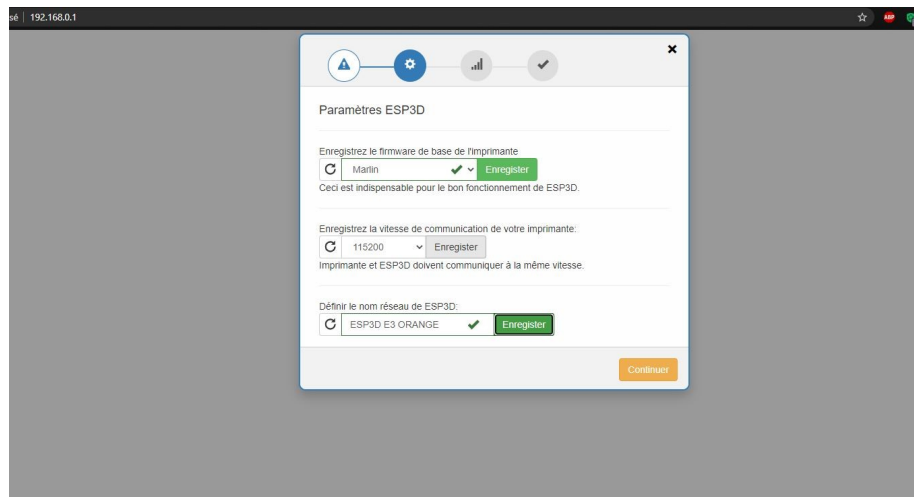 sé | 192.168.0.1
ABP
Paramètres ESP3D
Enregistrez le firmware de base de l'imprimante
Marlin Enregister
Ceci est indispensable pour le bon fonctionnement de ESP3D.
Enregistrez la vitesse de communication de votre imprimante:
115200 Enregister
Imprimante et ESP3D doivent communiquer à la même vitesse.
Définir le nom réseau de ESP3D:
ESP3D E3 ORANGE Enregister
Continuer